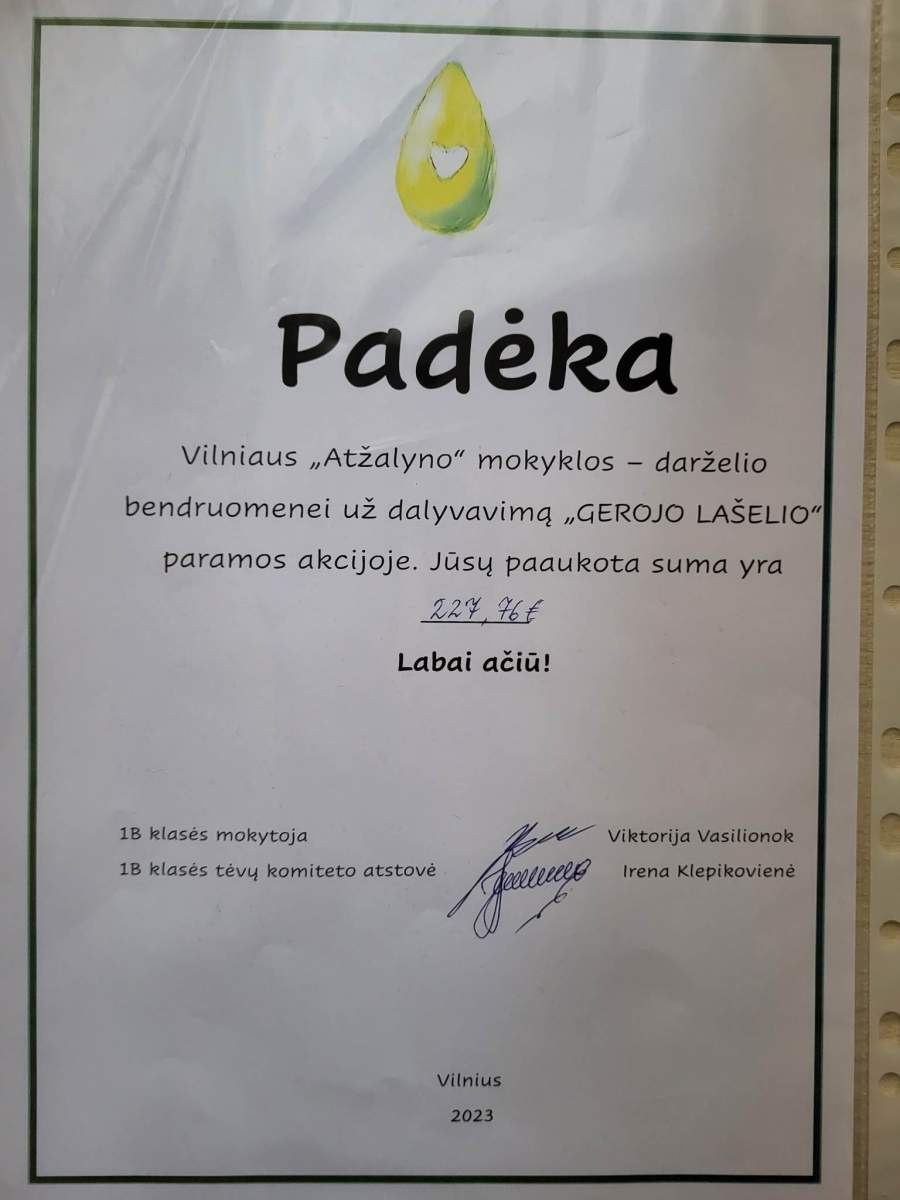 Padėka
Vilniaus „Atžalyno“ mokyklos – darželio
bendruomenei už dalyvavimą „GEROJO LAŠELIO“
paramos akcijoje. Jūsų paaukota suma yra
227,76 €
Labai ačiū!
1B klasės mokytoja Viktorija Vasilionok
1B klasės tėvų komiteto atstovė Irena Klepikovienė
Vilnius
2023